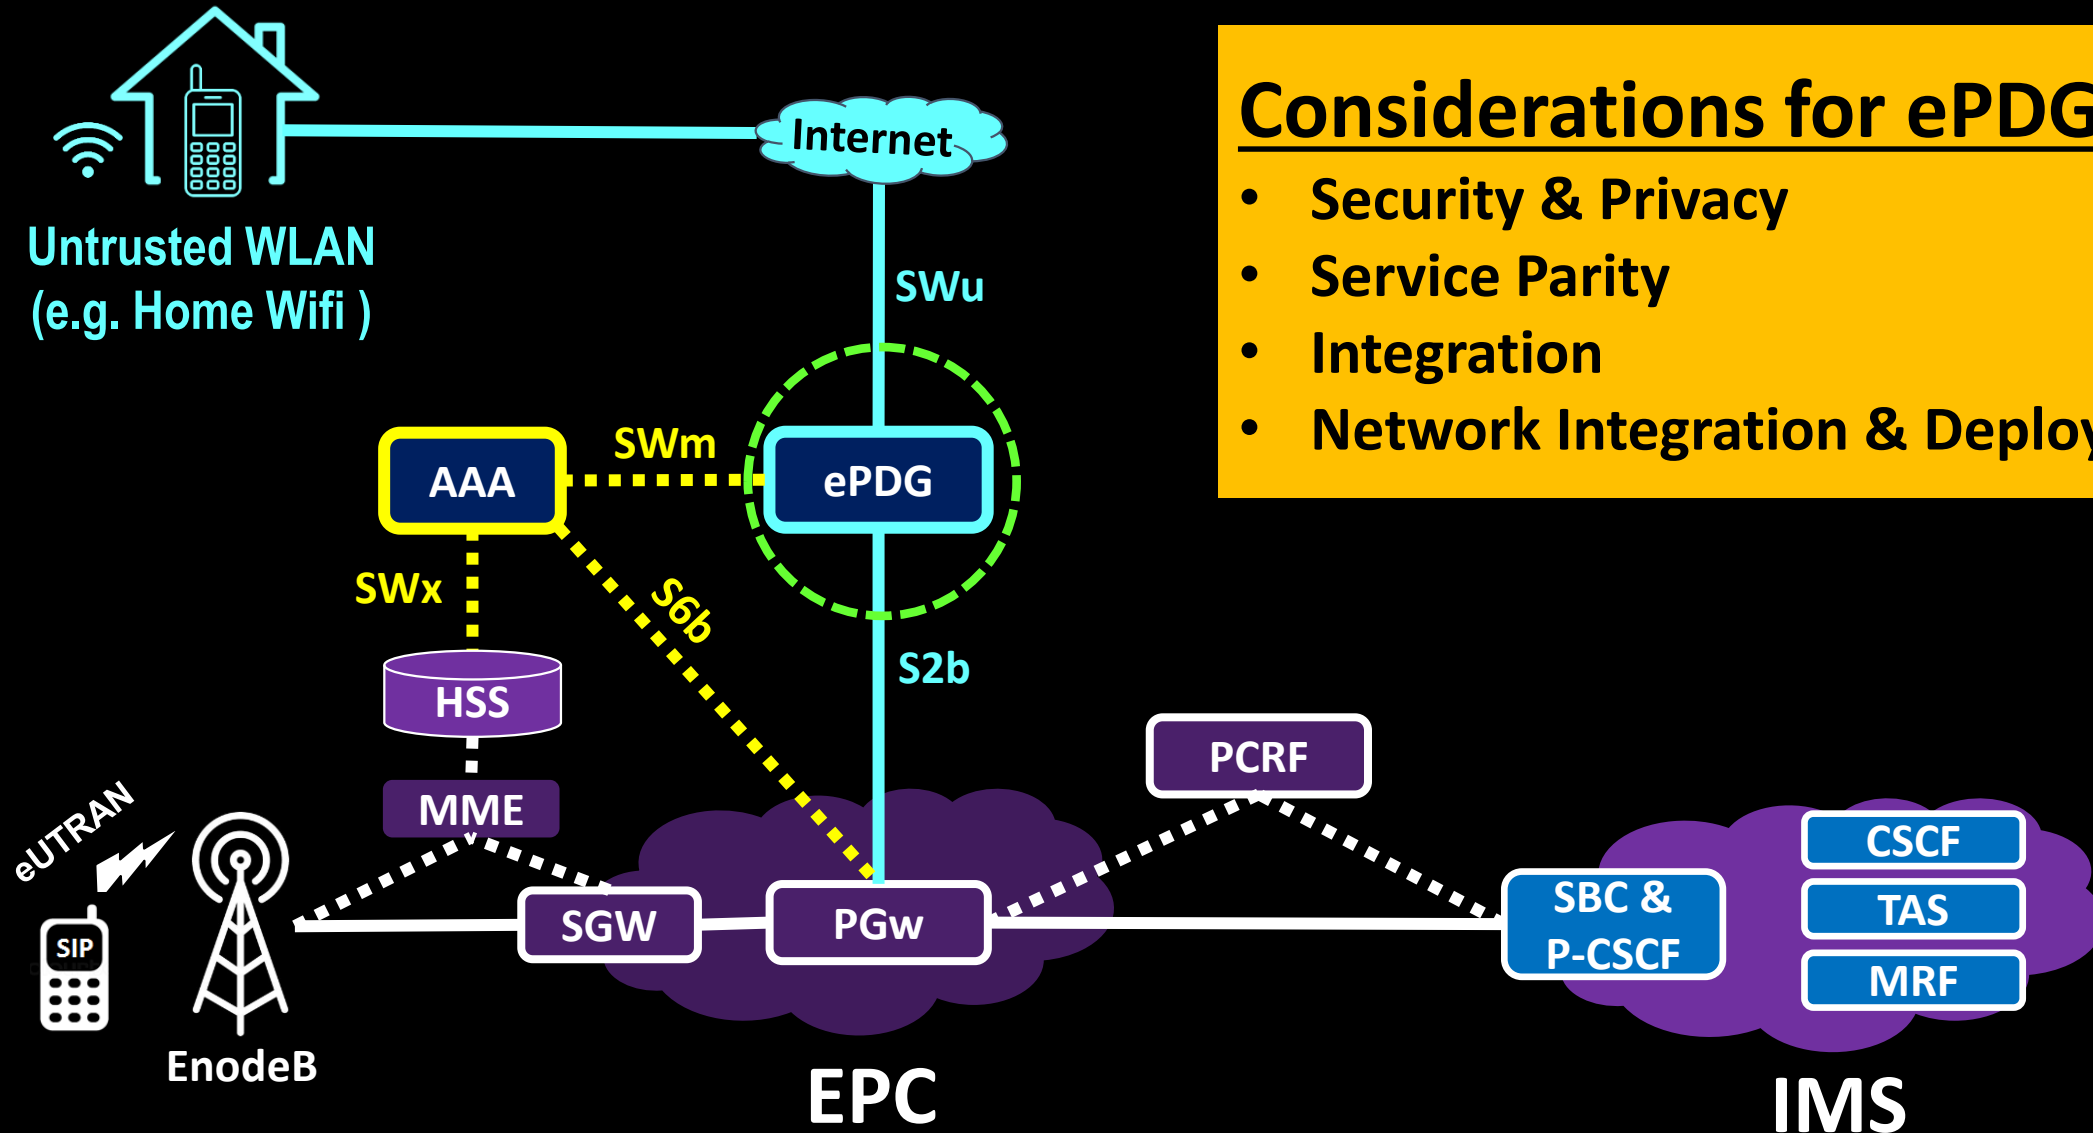 Internet
Considerations for ePDG
• Security & Privacy
• Service Parity
• Integration
• Network Integration & Deploy
Untrusted WLAN
(e.g. Home Wifi )
SWu
SWm
AAA
ePDG
SWx
S6b
S2b
HSS
PCRF
MME
eUTRAN
CSCF
SGW
PGw
SBC &
P-CSCF
TAS
SIP
MRF
EnodeB
EPC
IMS